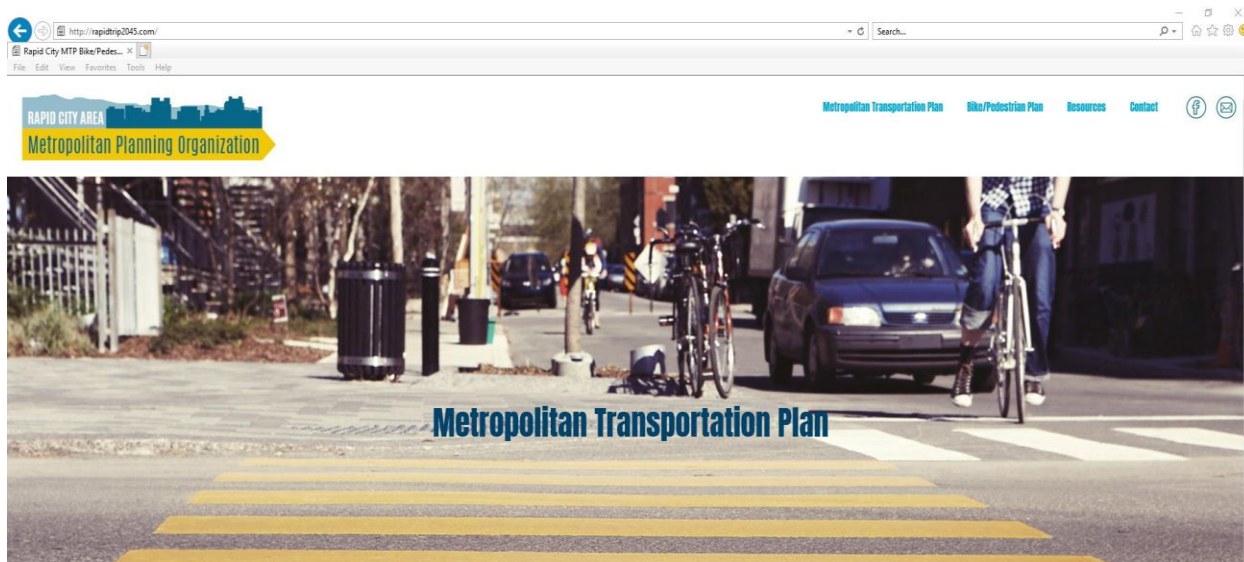 http://rapidtrip2045.com/
Search...
Rapid City MTP Bike/Pedes...
File Edit View Favorites Tools Help
RAPID CITY AREA
Metropolitan Planning Organization
Metropolitan Transportation Plan Bike/Pedestrian Plan Resources Contact
Metropolitan Transportation Plan